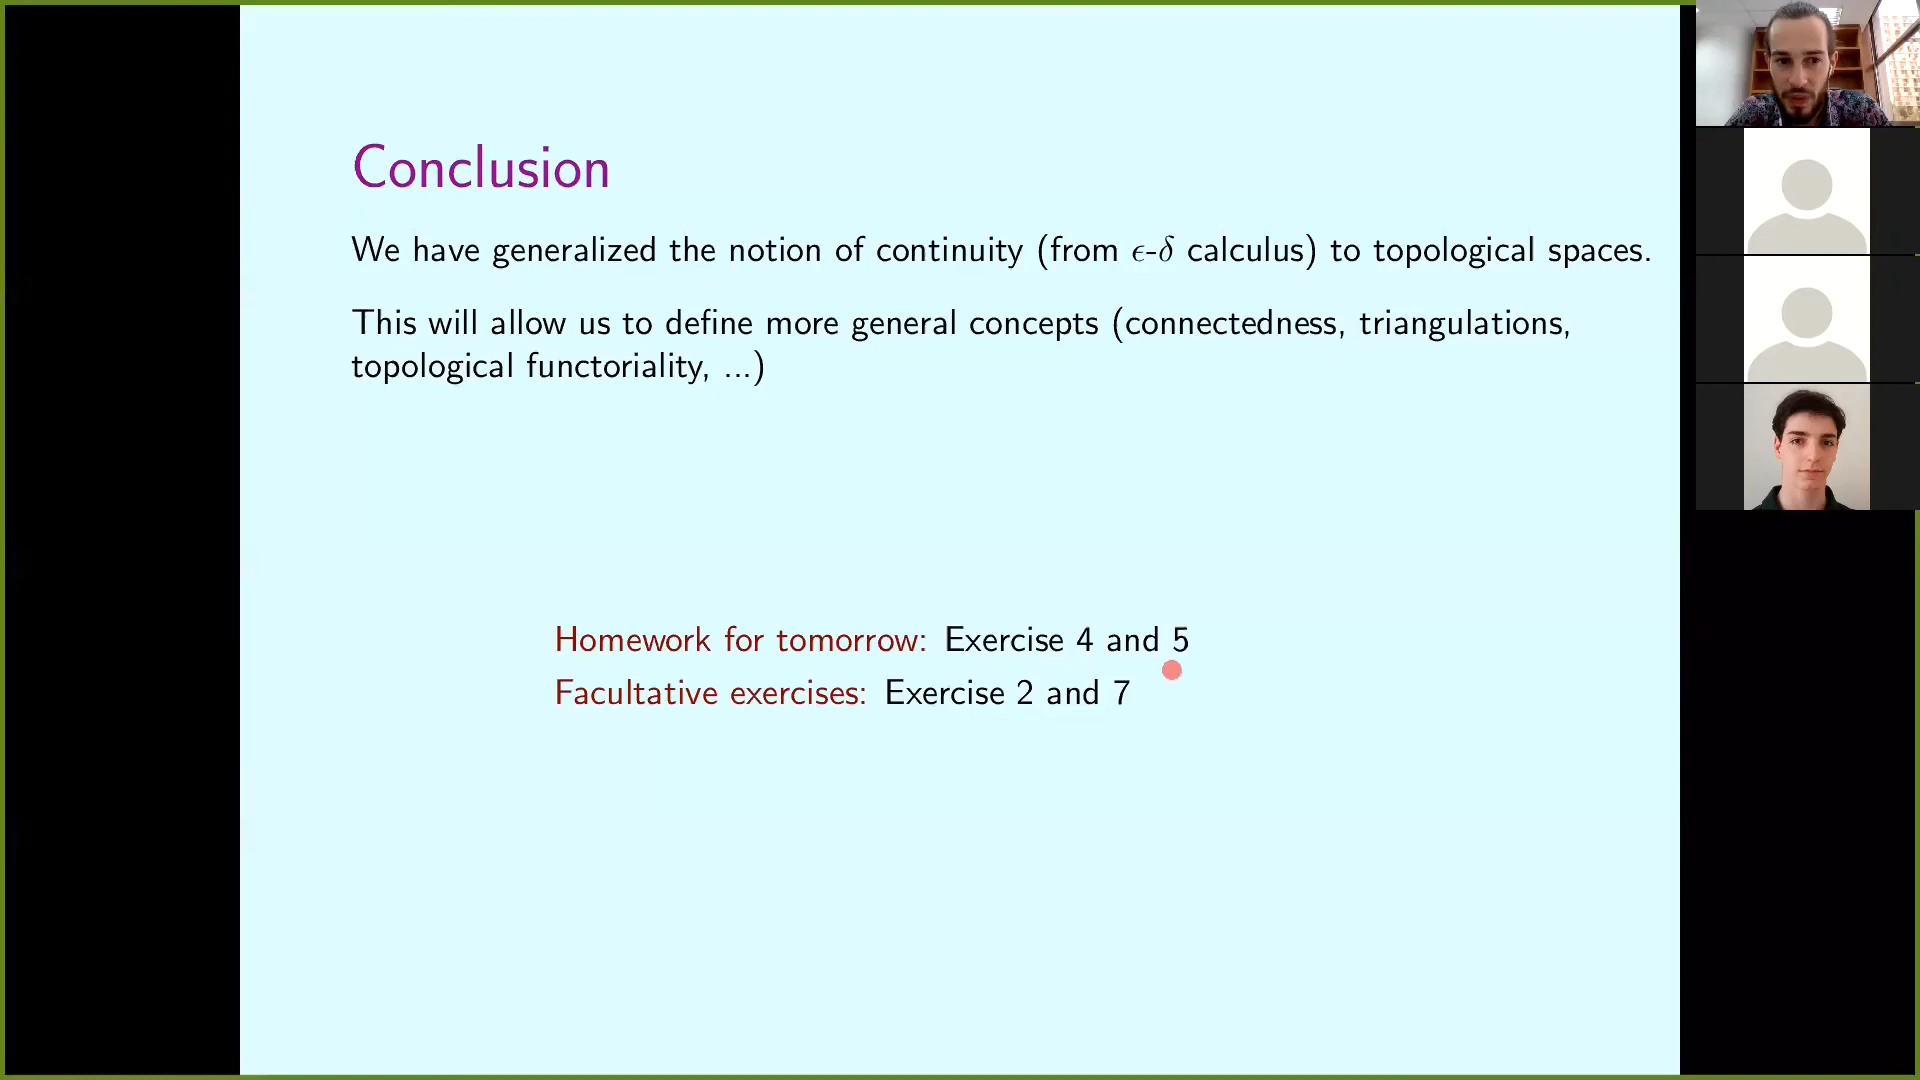 Conclusion
We have generalized the notion of continuity (from ϵ-δ calculus) to topological spaces.
This will allow us to define more general concepts (connectedness, triangulations,
topological functoriality, ...)
Homework for tomorrow: Exercise 4 and 5
Facultative exercises: Exercise 2 and 7